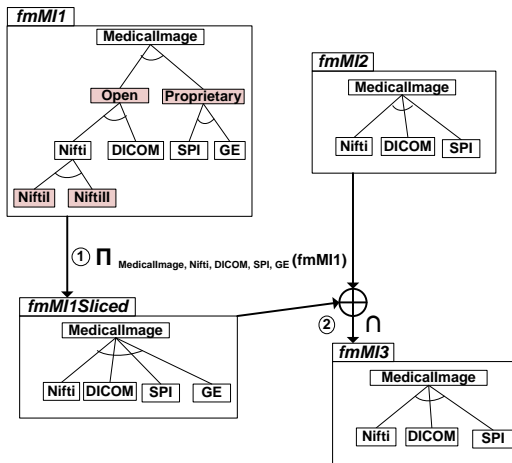 fmMI1
MedicalImage
Open Proprietary
Nifti DICOM SPI GE
NiftiI NiftiII
fmMI2
MedicalImage
Nifti DICOM SPI
1 Π MedicalImage, Nifti, DICOM, SPI, GE (fmMI1)
fmMI1Sliced
MedicalImage
Nifti DICOM SPI GE
2 ∩
fmMI3
MedicalImage
Nifti DICOM SPI